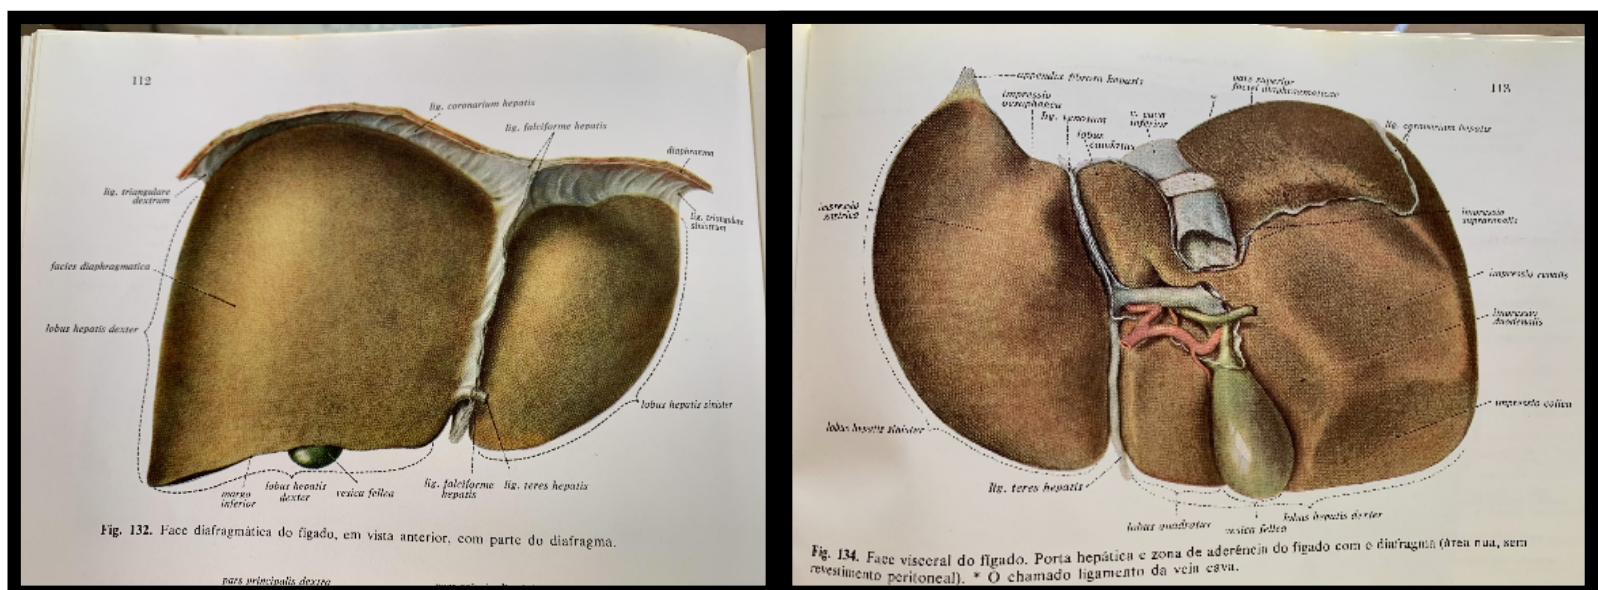 112
lig. coronarium hepatis
lig. falciforme hepatis
diaphragma
lig. triangulare
dextrum
lig. triangulare
sinistrum
facies diaphragmatica
lobus hepatis dexter
lobus hepatis sinister
margo
inferior
lobus hepatis
dexter
vesica fellea
lig. falciforme
hepatis
lig. teres hepatis
Fig. 132. Face diafragmática do fígado, em vista anterior, com parte do diafragma.
pars principalis dextra
113
appendix fibrosa hepatis
impressio
oesophagea
lig. venosum
lobus
caudatus
v. cava
inferior
pars superior
faciei diaphragmaticae
lig. coronarium hepatis
impressio
gastrica
impressio
suprarenalis
impressio renalis
impressio
duodenalis
impressio colica
lobus hepatis sinister
lig. teres hepatis
lobus quadratus
vesica fellea
lobus hepatis dexter
Fig. 134. Face visceral do fígado. Porta hepática e zona de aderência do fígado com o diafragma (área nua, sem
revestimento peritoneal). * O chamado ligamento da veia cava.